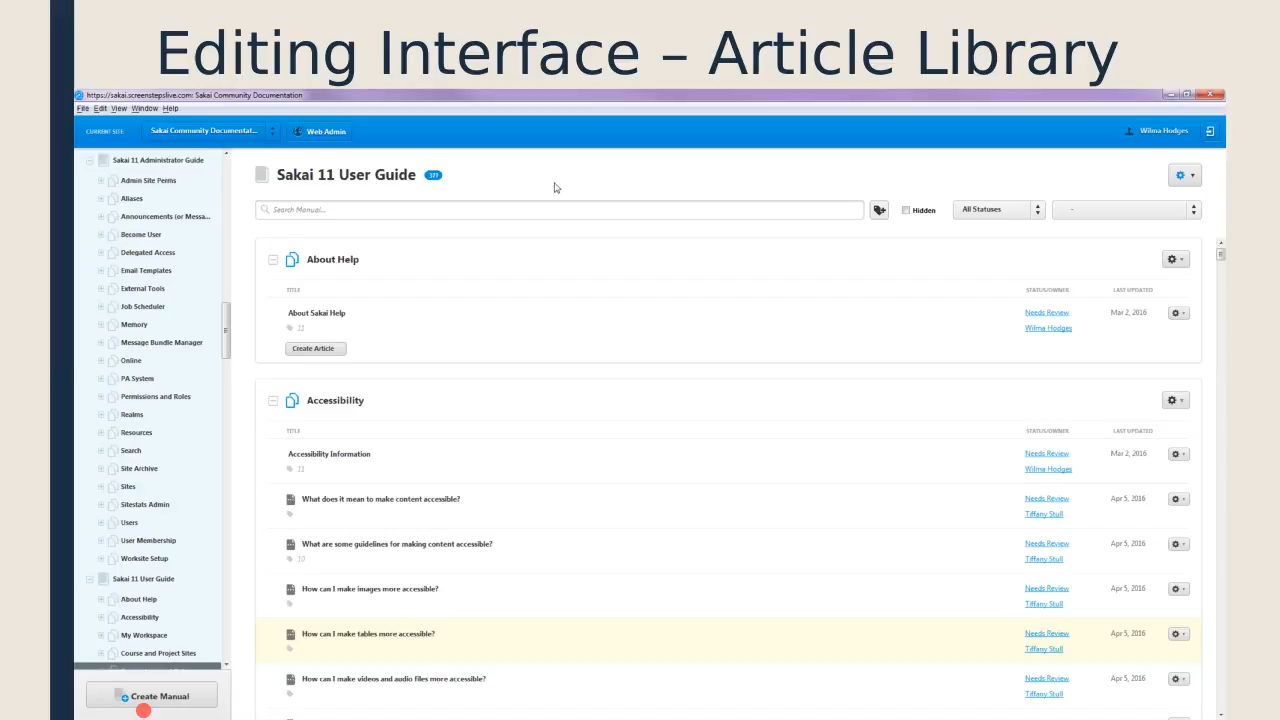 Editing Interface – Article Library
https://sakai.screenstepslive.com: Sakai Community Documentation
File Edit View Window Help
CURRENT SITE
Sakai Community Documentat...
Web Admin
Wilma Hodges
Sakai 11 Administrator Guide
Admin Site Perms
Aliases
Announcements (or Messa...
Become User
Delegated Access
Email Templates
External Tools
Job Scheduler
Memory
Message Bundle Manager
Online
PA System
Permissions and Roles
Realms
Resources
Search
Site Archive
Sites
Sitestats Admin
Users
User Membership
Worksite Setup
Sakai 11 User Guide
About Help
Accessibility
My Workspace
Course and Project Sites
Create Manual
Sakai 11 User Guide 377
Search Manual...
Hidden
All Statuses
-
About Help
TITLE STATUS/OWNER LAST UPDATED
About Sakai Help Needs Review Mar 2, 2016
11 Wilma Hodges
Create Article
Accessibility
TITLE STATUS/OWNER LAST UPDATED
Accessibility Information Needs Review Mar 2, 2016
11 Wilma Hodges
What does it mean to make content accessible? Needs Review Apr 5, 2016
Tiffany Stull
What are some guidelines for making content accessible? Needs Review Apr 5, 2016
10 Tiffany Stull
How can I make images more accessible? Needs Review Apr 5, 2016
Tiffany Stull
How can I make tables more accessible? Needs Review Apr 5, 2016
Tiffany Stull
How can I make videos and audio files more accessible? Needs Review Apr 5, 2016
Tiffany Stull